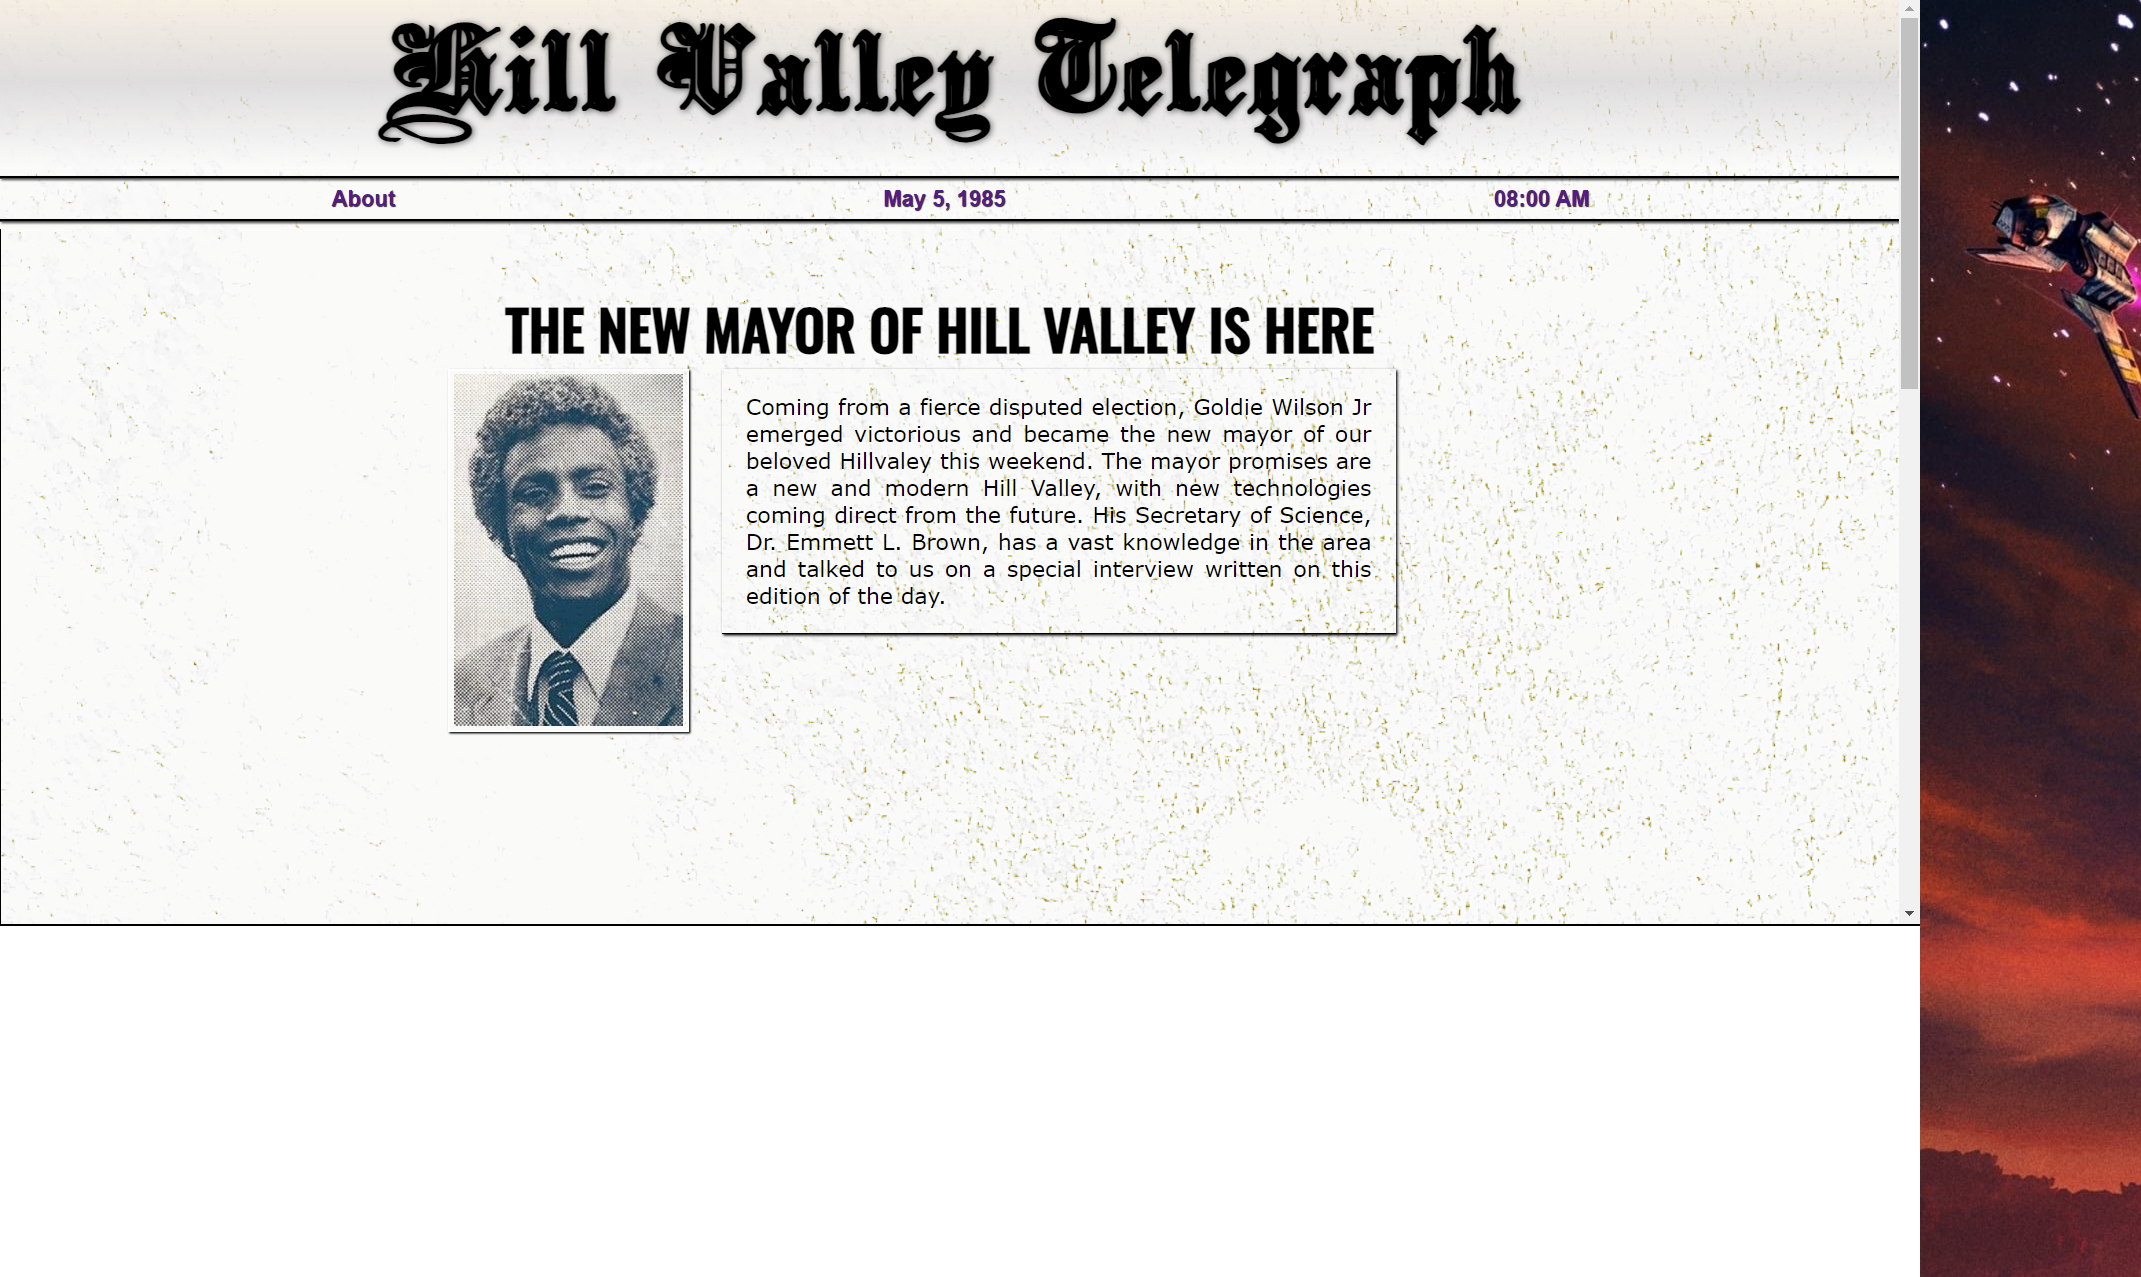 Hill Valley Telegraph
About May 5, 1985 08:00 AM
THE NEW MAYOR OF HILL VALLEY IS HERE
Coming from a fierce disputed election, Goldie Wilson Jr
emerged victorious and became the new mayor of our
beloved Hillvaley this weekend. The mayor promises are
a new and modern Hill Valley, with new technologies
coming direct from the future. His Secretary of Science,
Dr. Emmett L. Brown, has a vast knowledge in the area
and talked to us on a special interview written on this
edition of the day.